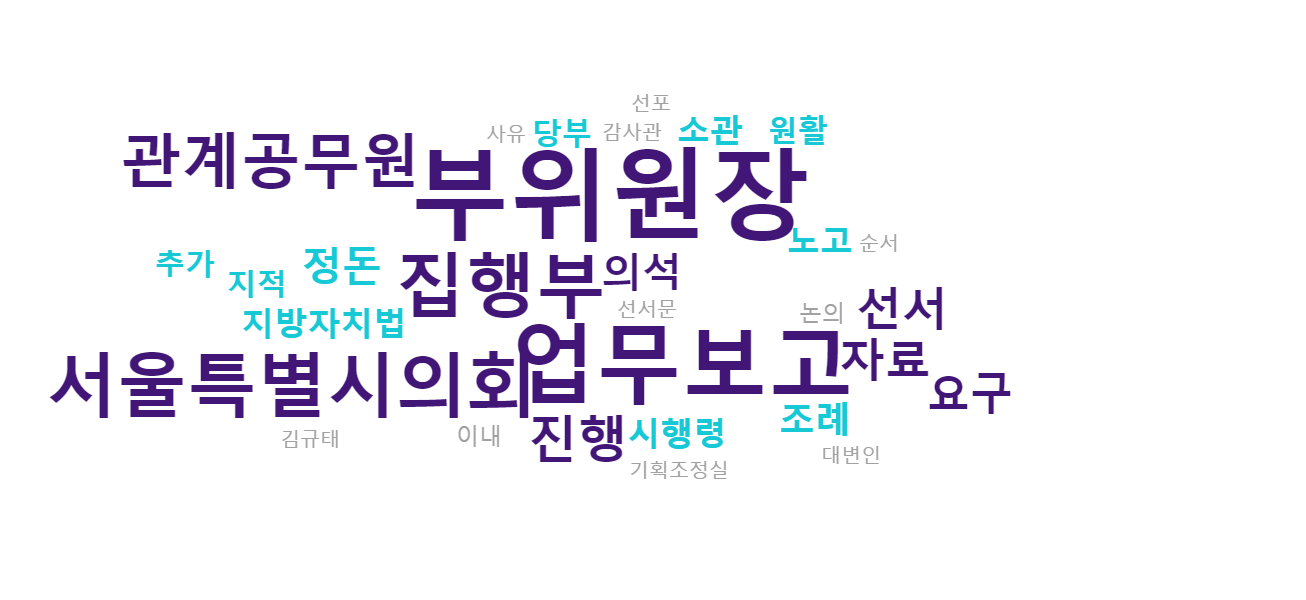 선포
사유 당부 감사관 소관 원활
관계공무원 부위원장
노고 순서
추가 지적 정돈 집행부 의석
지방자치법 선서문 논의 선서
서울특별시의회 업무보고 자료
요구
김규태 이내 진행 시행령 조례
기획조정실 대변인